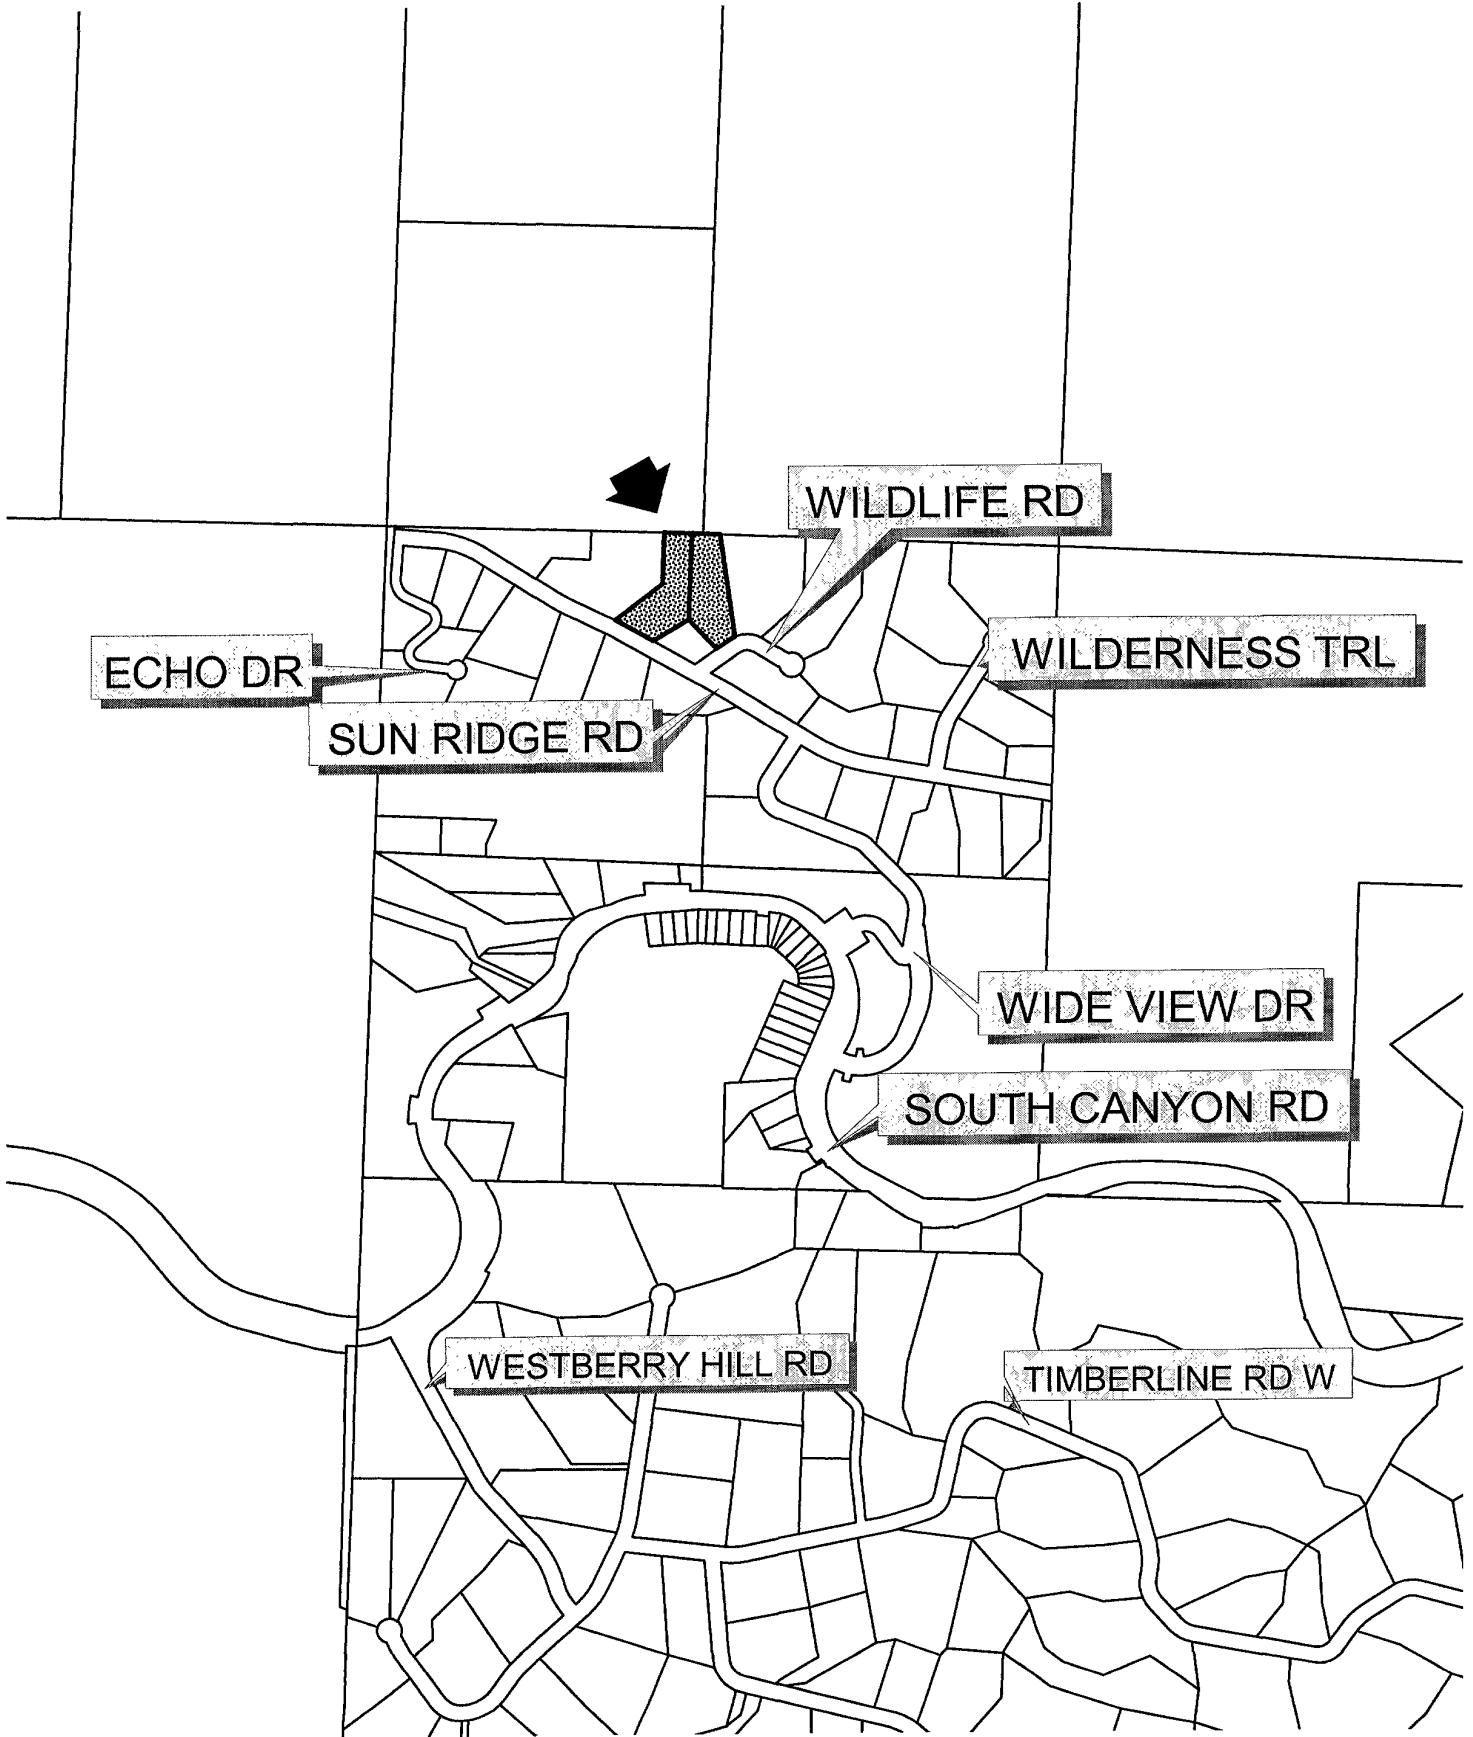 WILDLIFE RD
WILDERNESS TRL
ECHO DR
SUN RIDGE RD
WIDE VIEW DR
SOUTH CANYON RD
WESTBERRY HILL RD
TIMBERLINE RD W